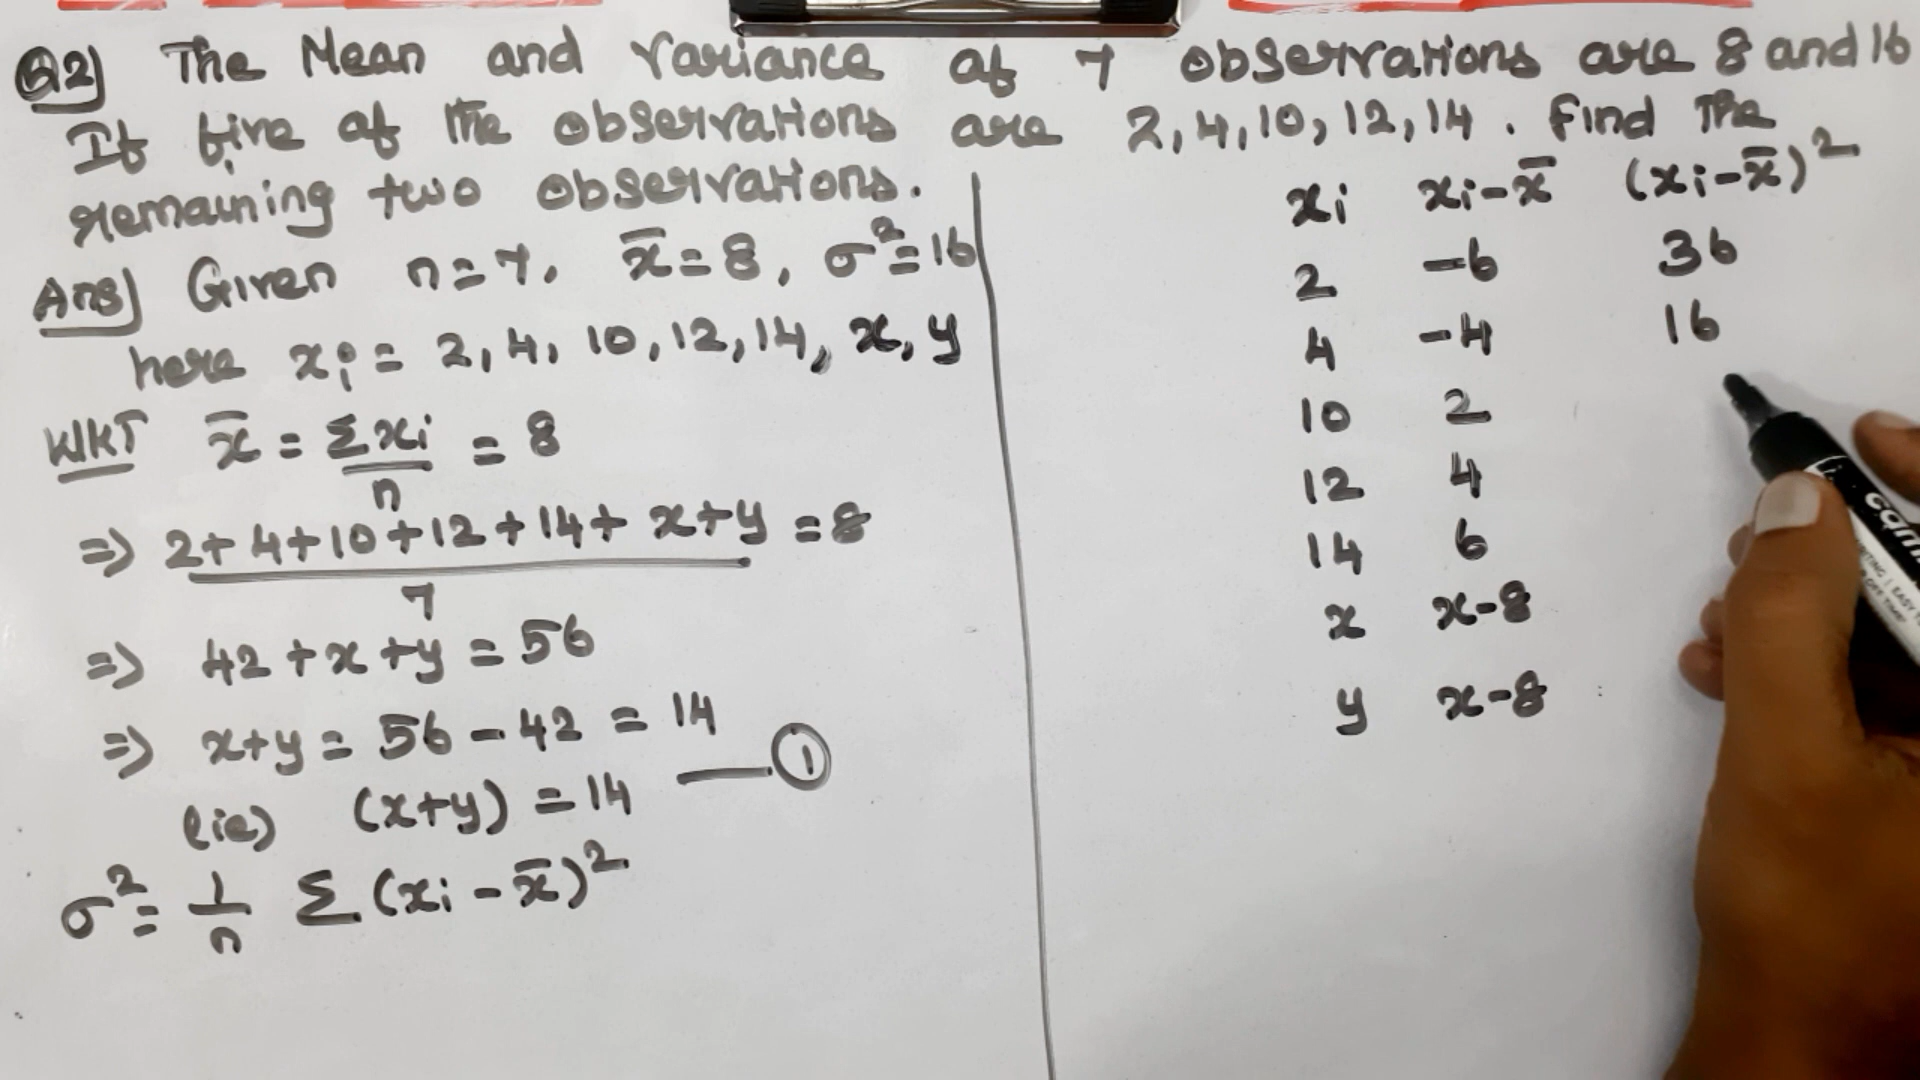 Q2) The Mean and Variance of 7 observations are 8 and 16
If five of the observations are 2, 4, 10, 12, 14. Find the
remaining two observations.
Ans) Given n=7, x̄=8, σ²=16
here xi = 2, 4, 10, 12, 14, x, y
WKT x̄ = Σxi/n = 8
⇒ (2+4+10+12+14+x+y)/7 = 8
⇒ 42+x+y=56
⇒ x+y = 56-42 = 14
(ie) (x+y) = 14 —— ①
σ² = 1/n Σ(xi - x̄)²
xi xi-x̄ (xi-x̄)²
2 -6 36
4 -4 16
10 2
12 4
14 6
x x-8
y x-8
cam